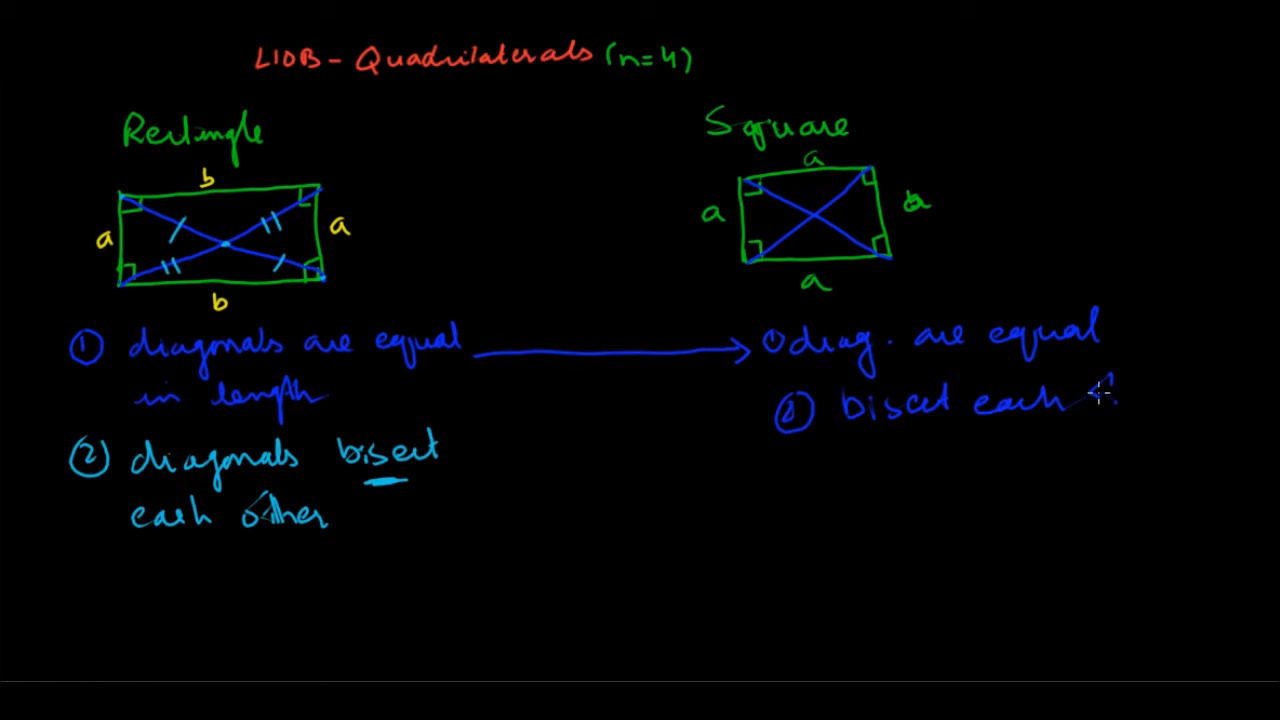 L10B - Quadrilaterals (n=4)
Rectangle
b
a
a
b
Square
a
a
a
a
① diagonals are equal
in length
② diagonals bisect
each other
① diag. are equal
② bisect each